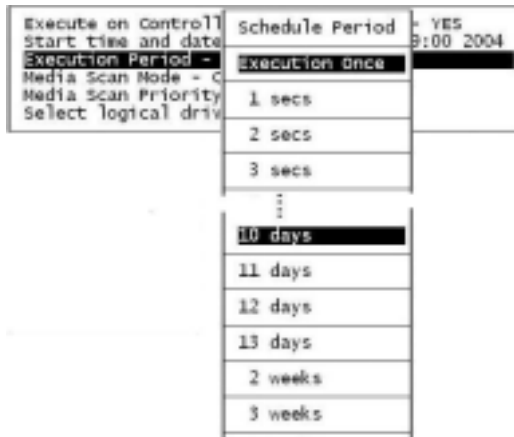 Execute on Controll - YES
Start time and date 9:00 2004
Execution Period -
Media Scan Mode - C
Media Scan Priority
Select logical driv
Schedule Period
Execution Once
1 secs
2 secs
3 secs
10 days
11 days
12 days
13 days
2 weeks
3 weeks